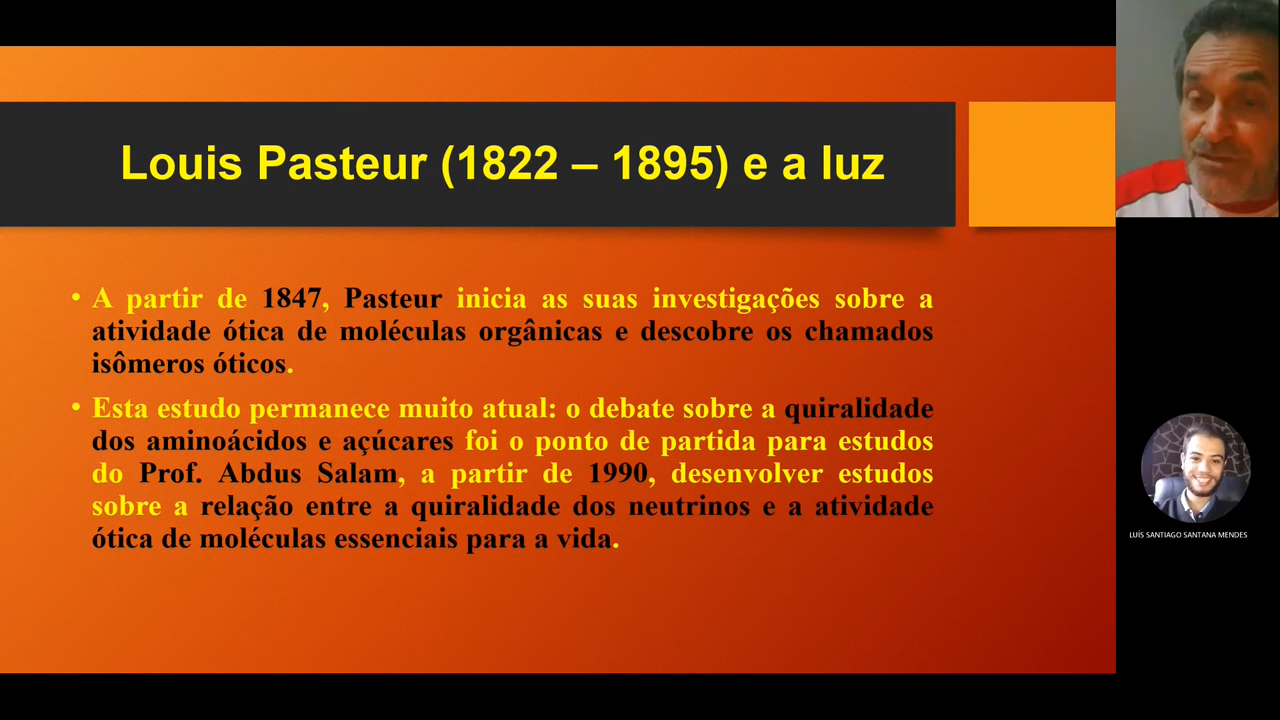 Louis Pasteur (1822 – 1895) e a luz
• A partir de 1847, Pasteur inicia as suas investigações sobre a
atividade ótica de moléculas orgânicas e descobre os chamados
isômeros óticos.
• Esta estudo permanece muito atual: o debate sobre a quiralidade
dos aminoácidos e açúcares foi o ponto de partida para estudos
do Prof. Abdus Salam, a partir de 1990, desenvolver estudos
sobre a relação entre a quiralidade dos neutrinos e a atividade
ótica de moléculas essenciais para a vida.
LUÍS SANTIAGO SANTANA MENDES